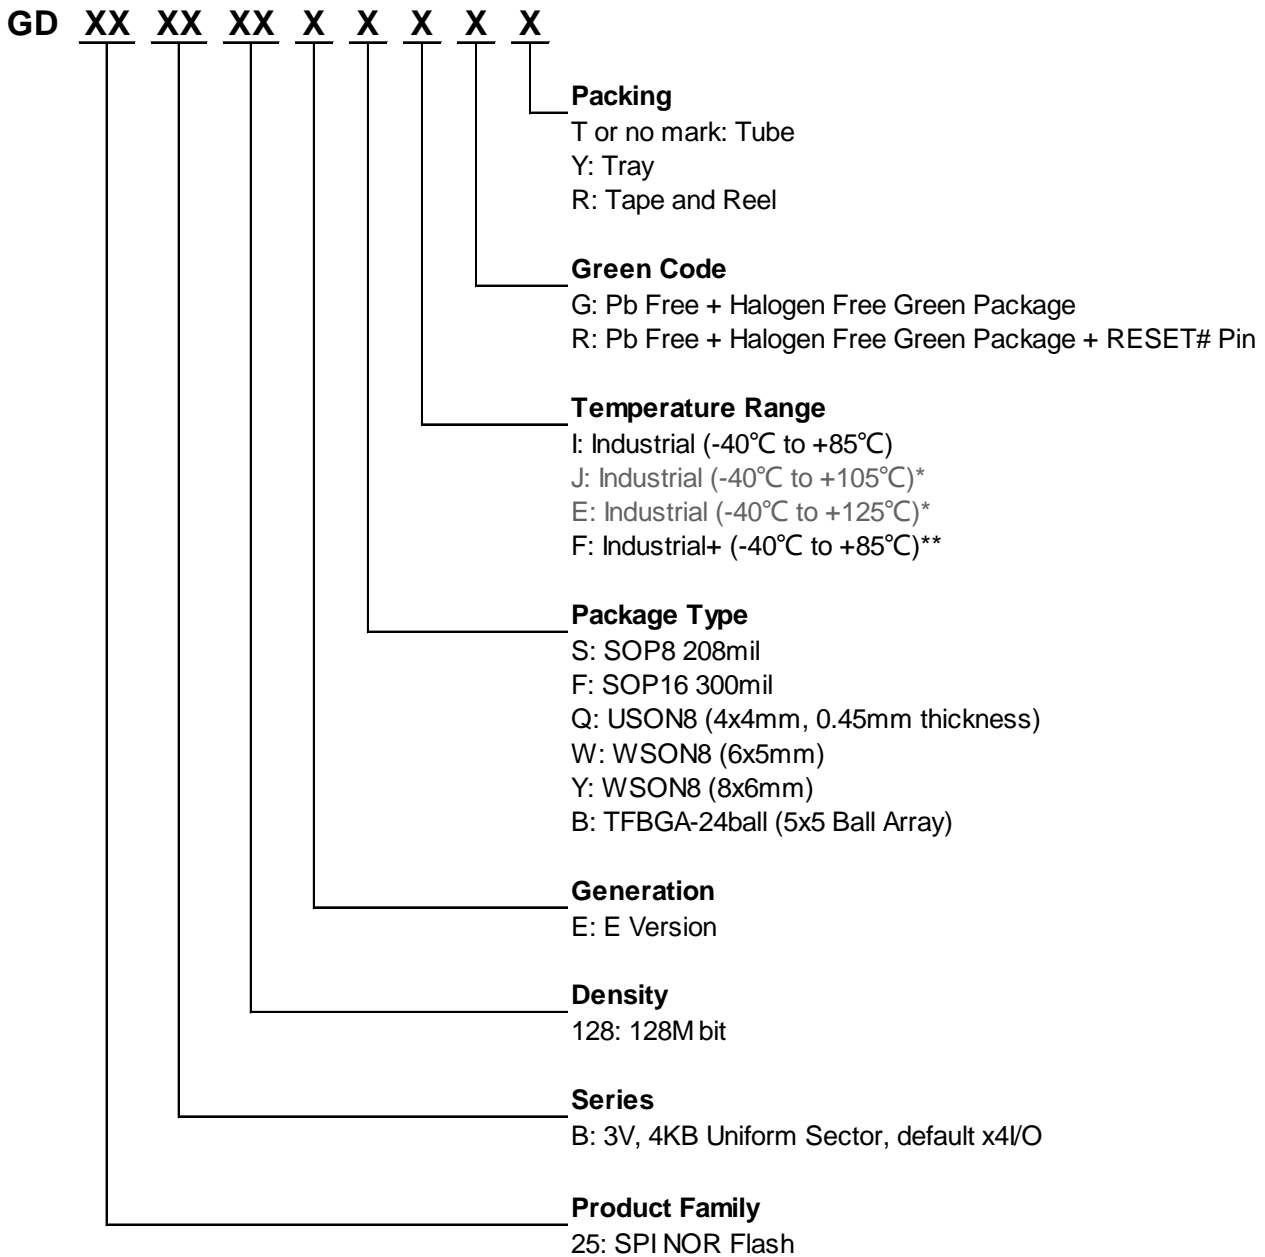 GD XX XX XX X X X X X
Packing
T or no mark: Tube
Y: Tray
R: Tape and Reel
Green Code
G: Pb Free + Halogen Free Green Package
R: Pb Free + Halogen Free Green Package + RESET# Pin
Temperature Range
I: Industrial (-40℃ to +85℃)
J: Industrial (-40℃ to +105℃)*
E: Industrial (-40℃ to +125℃)*
F: Industrial+ (-40℃ to +85℃)**
Package Type
S: SOP8 208mil
F: SOP16 300mil
Q: USON8 (4x4mm, 0.45mm thickness)
W: WSON8 (6x5mm)
Y: WSON8 (8x6mm)
B: TFBGA-24ball (5x5 Ball Array)
Generation
E: E Version
Density
128: 128M bit
Series
B: 3V, 4KB Uniform Sector, default x4I/O
Product Family
25: SPI NOR Flash